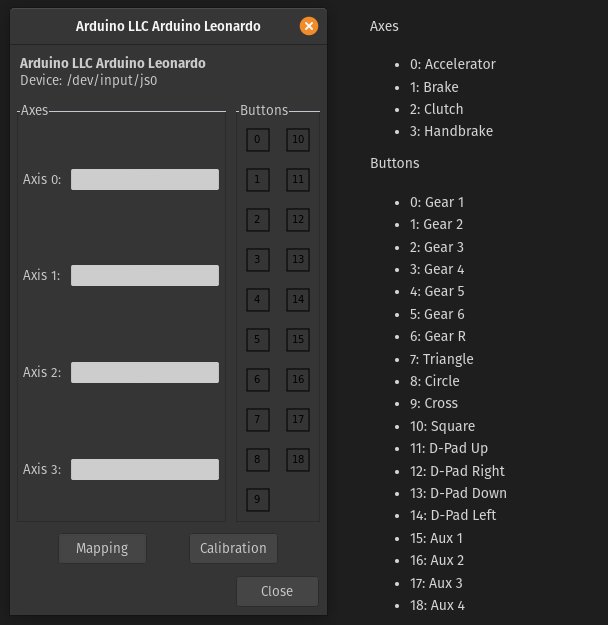 Arduino LLC Arduino Leonardo
Arduino LLC Arduino Leonardo
Device: /dev/input/js0
Axes
Buttons
0 10
Axis 0:
1 11
2 12
Axis 1:
3 13
4 14
5 15
Axis 2:
6 16
7 17
Axis 3:
8 18
9
Mapping
Calibration
Close
Axes
• 0: Accelerator
• 1: Brake
• 2: Clutch
• 3: Handbrake
Buttons
• 0: Gear 1
• 1: Gear 2
• 2: Gear 3
• 3: Gear 4
• 4: Gear 5
• 5: Gear 6
• 6: Gear R
• 7: Triangle
• 8: Circle
• 9: Cross
• 10: Square
• 11: D-Pad Up
• 12: D-Pad Right
• 13: D-Pad Down
• 14: D-Pad Left
• 15: Aux 1
• 16: Aux 2
• 17: Aux 3
• 18: Aux 4